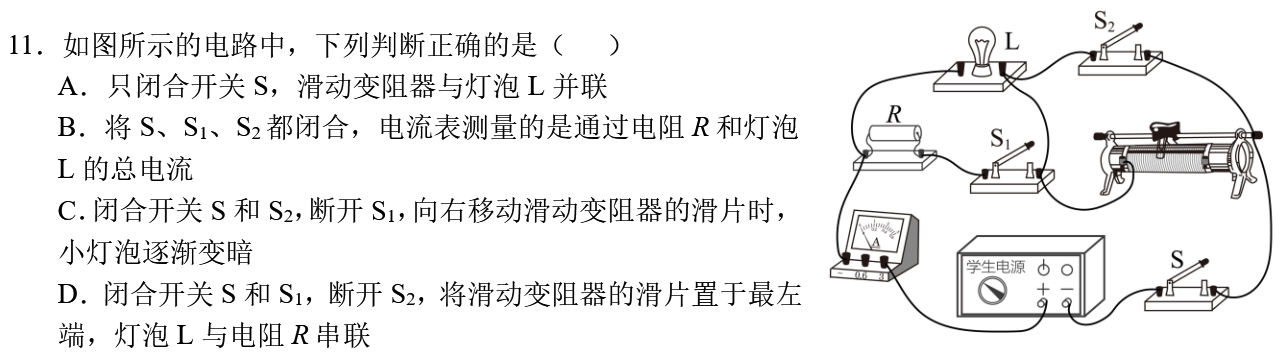 11．如图所示的电路中，下列判断正确的是（　　）
A．只闭合开关 S，滑动变阻器与灯泡 L 并联
B．将 S、S₁、S₂都闭合，电流表测量的是通过电阻 R 和灯泡
L 的总电流
C.闭合开关 S 和 S₂,断开 S₁,向右移动滑动变阻器的滑片时，
小灯泡逐渐变暗
D．闭合开关 S 和 S₁，断开 S₂，将滑动变阻器的滑片置于最左
端，灯泡 L 与电阻 R 串联
S₂
L
R
S₁
A
− 0.6 3
学生电源
+ −
S